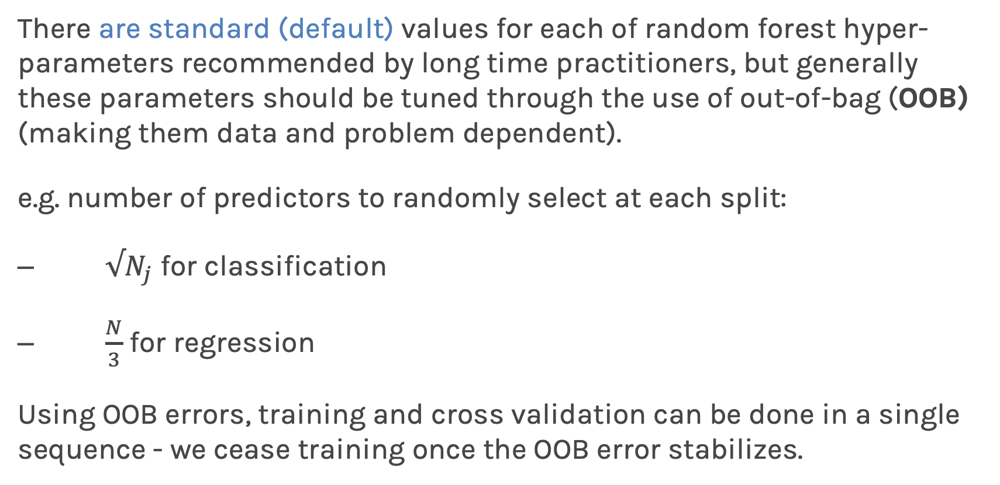 There are standard (default) values for each of random forest hyper-
parameters recommended by long time practitioners, but generally
these parameters should be tuned through the use of out-of-bag (OOB)
(making them data and problem dependent).
e.g. number of predictors to randomly select at each split:
– √N_j for classification
– N/3 for regression
Using OOB errors, training and cross validation can be done in a single
sequence - we cease training once the OOB error stabilizes.